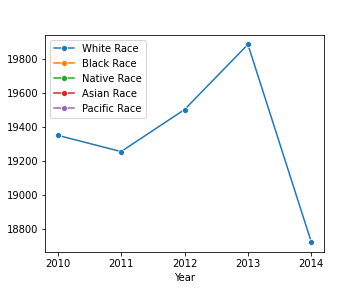 White Race
Black Race
Native Race
Asian Race
Pacific Race
19800
19600
19400
19200
19000
18800
2010 2011 2012 2013 2014
Year